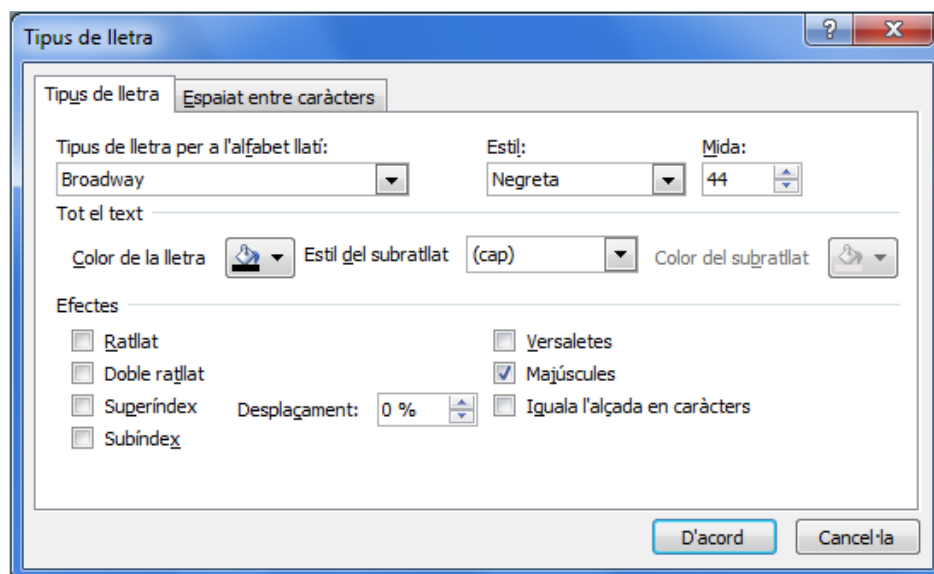 Tipus de lletra
Tipus de lletra Espaiat entre caràcters
Tipus de lletra per a l'alfabet llatí: Estil: Mida:
Broadway Negreta 44
Tot el text
Color de la lletra Estil del subratllat (cap) Color del subratllat
Efectes
Ratllat Versaletes
Doble ratllat Majúscules
Superíndex Desplaçament: 0 % Iguala l'alçada en caràcters
Subíndex
D'acord Cancel·la